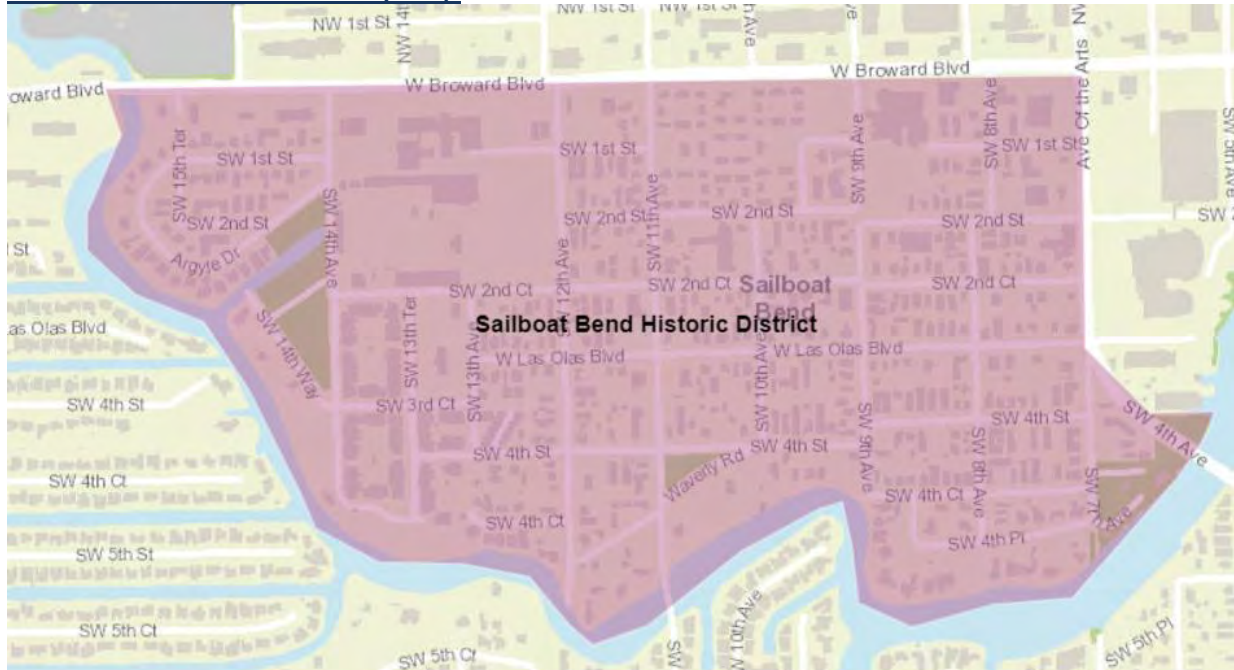 NW 1st St
NW 14t
NW 1st St
NW 1st St
oward Blvd
W Broward Blvd
W Broward Blvd
Ave Of the Arts
NV
SW 15th Ter
SW 1st St
SW 1st St
SW 9th Ave
SW 8th Ave
SW 1st St
SW 5th Ave
SW 2nd St
SW 14th Ave
SW 2nd St
SW 11th Ave
SW 2nd St
SW 2nd St
SW 2
St
Argyle Dr
SW 2nd Ct
SW 12th Ave
SW 2nd Ct
Sailboat
Bend
SW 2nd Ct
Sailboat Bend Historic District
as Olas Blvd
SW 14th Way
SW 13th Ter
SW 13th Ave
W Las Olas Blvd
SW 10th Ave
W Las Olas Blvd
SW 4th St
SW 3rd Ct
SW 4th St
SW 4th Ave
SW 4th St
Waverly Rd
SW 4th St
SW 9th Ave
SW 8th Ave
SW 4th Ct
SW 4th Ct
SW 4th Ct
SW 7th Ave
SW 4th Pl
SW 5th St
SW 5th Ct
SW 5th Ct
SW
W 10th Ave
SW 5th Pl